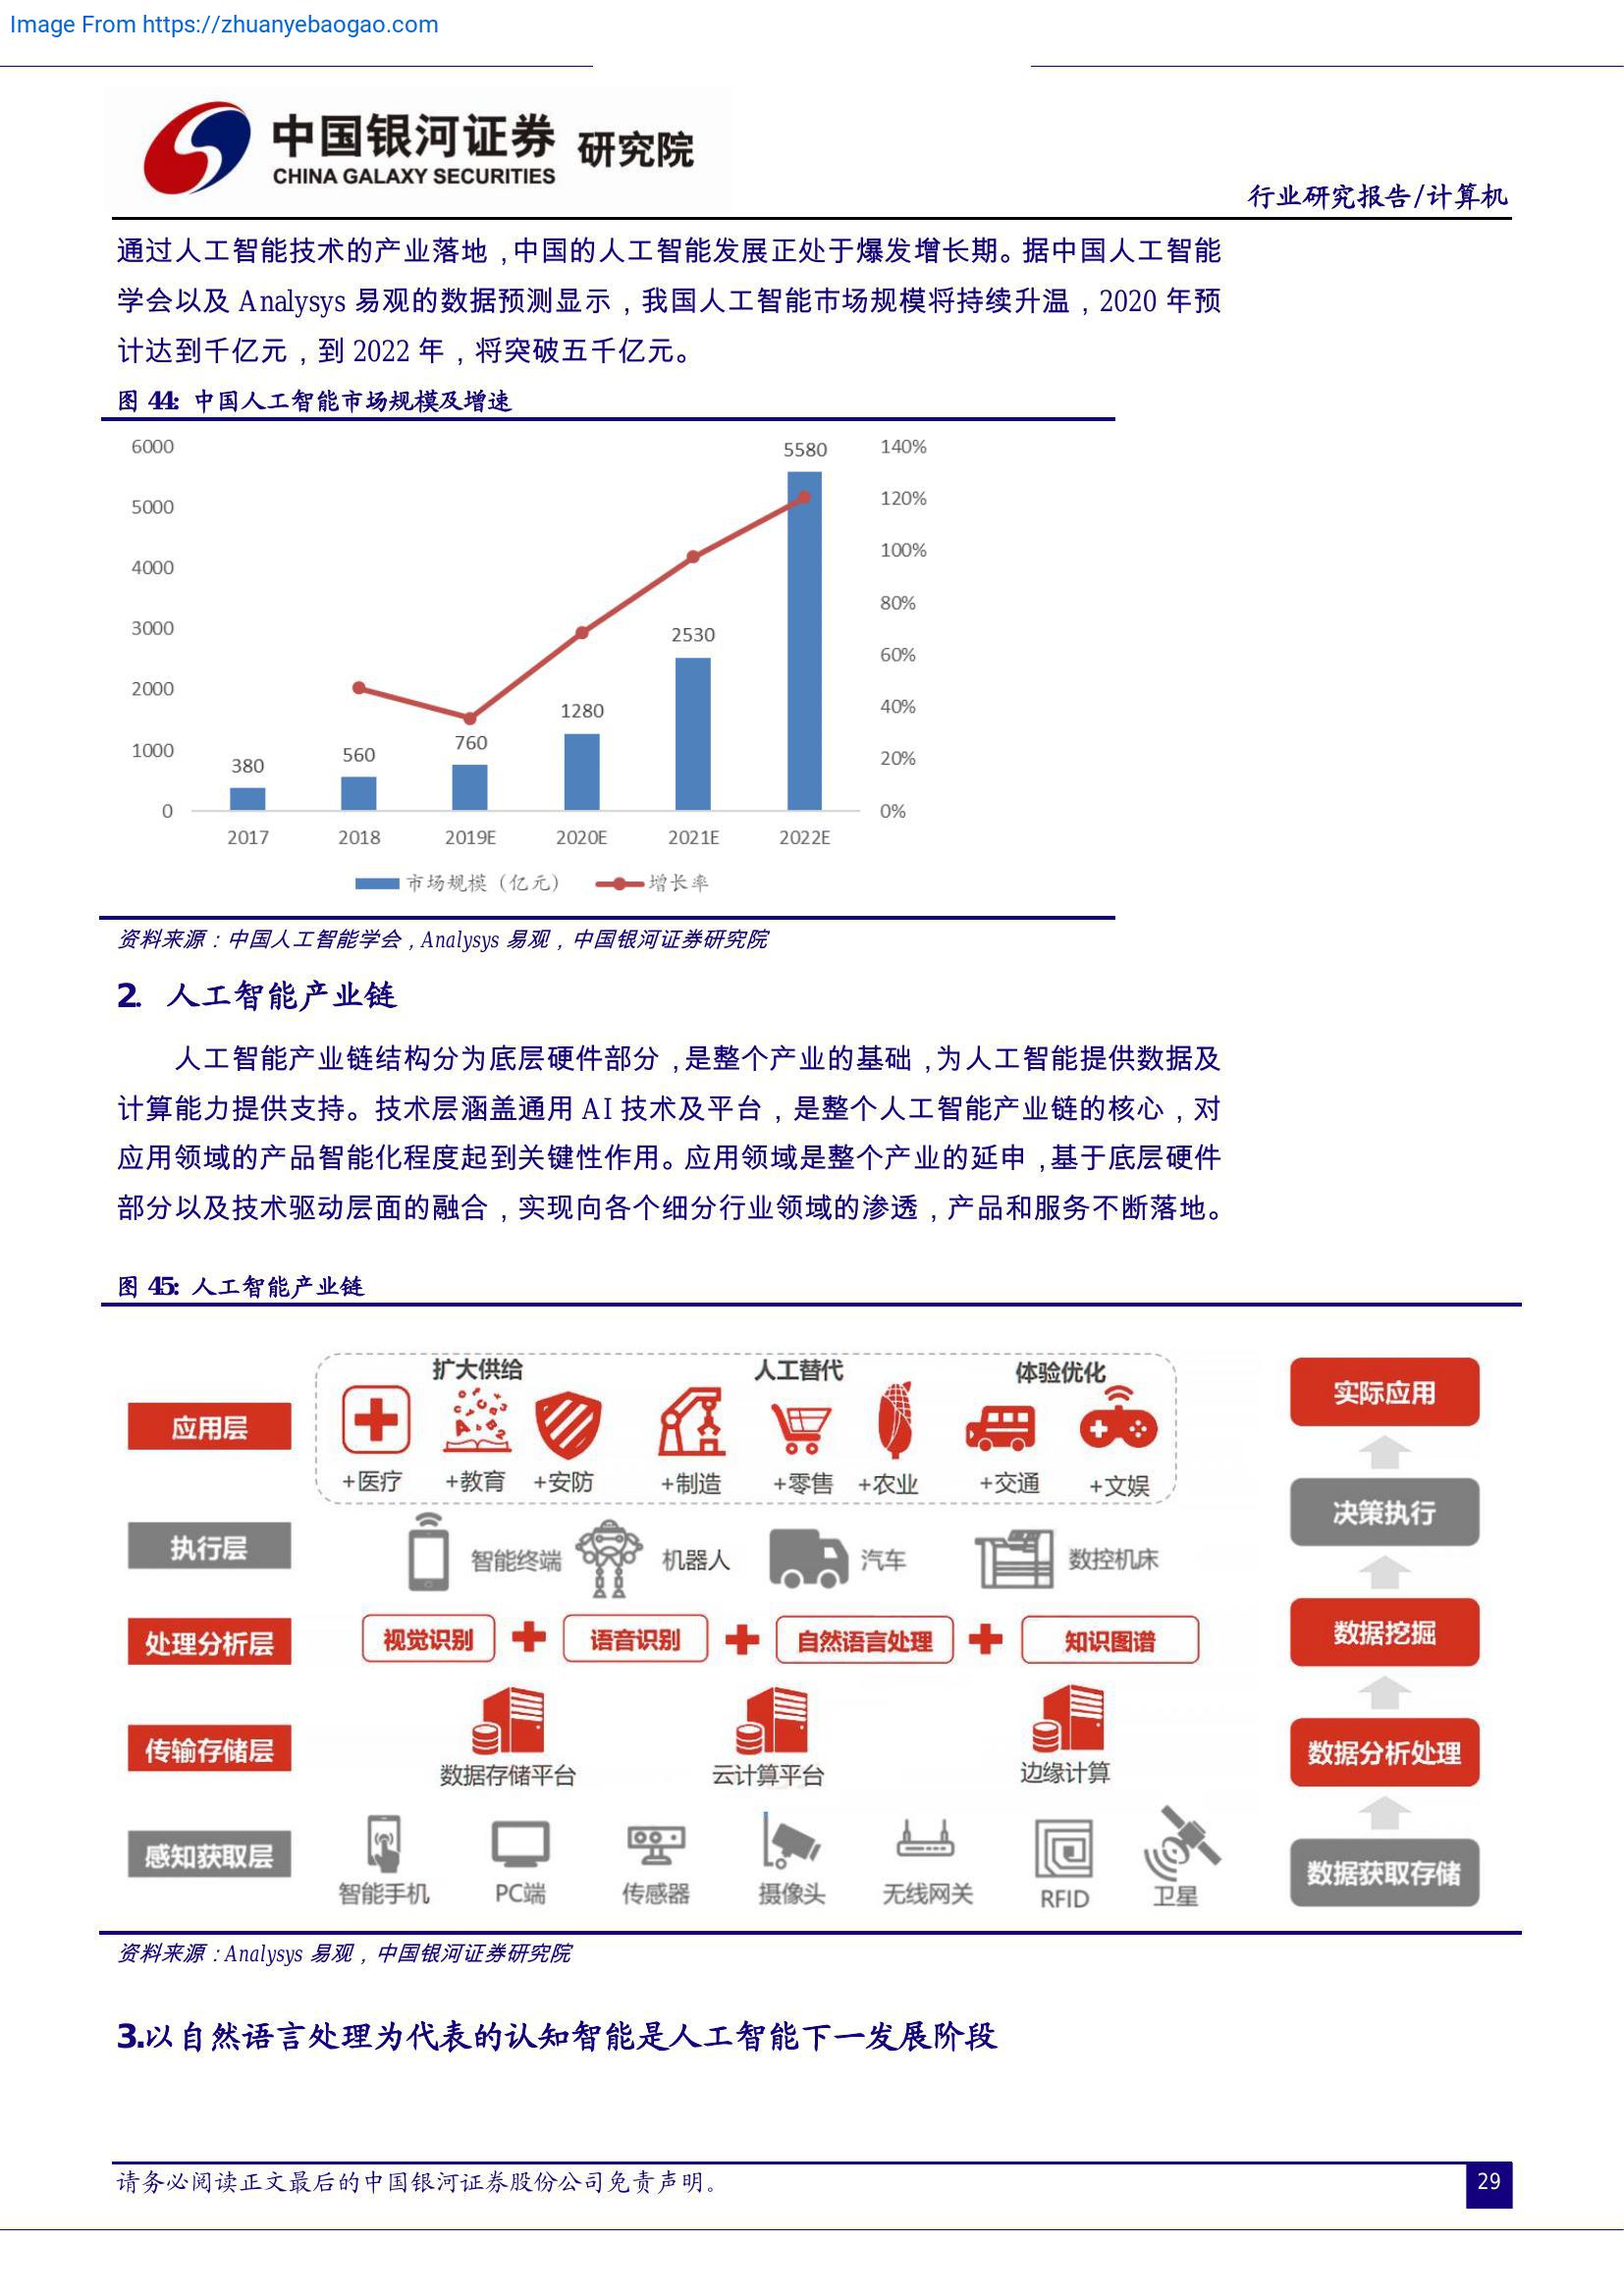 Image From https://zhuanyebaogao.com
中国银河证券 研究院
CHINA GALAXY SECURITIES
行业研究报告/计算机
通过人工智能技术的产业落地，中国的人工智能发展正处于爆发增长期。据中国人工智能
学会以及 Analysys 易观的数据预测显示，我国人工智能市场规模将持续升温，2020 年预
计达到千亿元，到 2022 年，将突破五千亿元。
图 44: 中国人工智能市场规模及增速
6000 5580 140%
5000 120%
4000 100%
80%
3000 2530
60%
2000
1280 40%
1000 380 560 760 20%
0 0%
2017 2018 2019E 2020E 2021E 2022E
市场规模（亿元） 增长率
资料来源：中国人工智能学会，Analysys 易观，中国银河证券研究院
2. 人工智能产业链
人工智能产业链结构分为底层硬件部分，是整个产业的基础，为人工智能提供数据及
计算能力提供支持。技术层涵盖通用 AI 技术及平台，是整个人工智能产业链的核心，对
应用领域的产品智能化程度起到关键性作用。应用领域是整个产业的延申，基于底层硬件
部分以及技术驱动层面的融合，实现向各个细分行业领域的渗透，产品和服务不断落地。
图 45: 人工智能产业链
扩大供给 人工替代 体验优化
应用层
+医疗 +教育 +安防 +制造 +零售 +农业 +交通 +文娱
实际应用
执行层 智能终端 机器人 汽车 数控机床
决策执行
处理分析层 视觉识别 语音识别 自然语言处理 知识图谱
数据挖掘
传输存储层
数据存储平台 云计算平台 边缘计算
数据分析处理
感知获取层
智能手机 PC端 传感器 摄像头 无线网关 RFID 卫星
数据获取存储
资料来源：Analysys 易观，中国银河证券研究院
3.以自然语言处理为代表的认知智能是人工智能下一发展阶段
请务必阅读正文最后的中国银河证券股份公司免责声明。
29